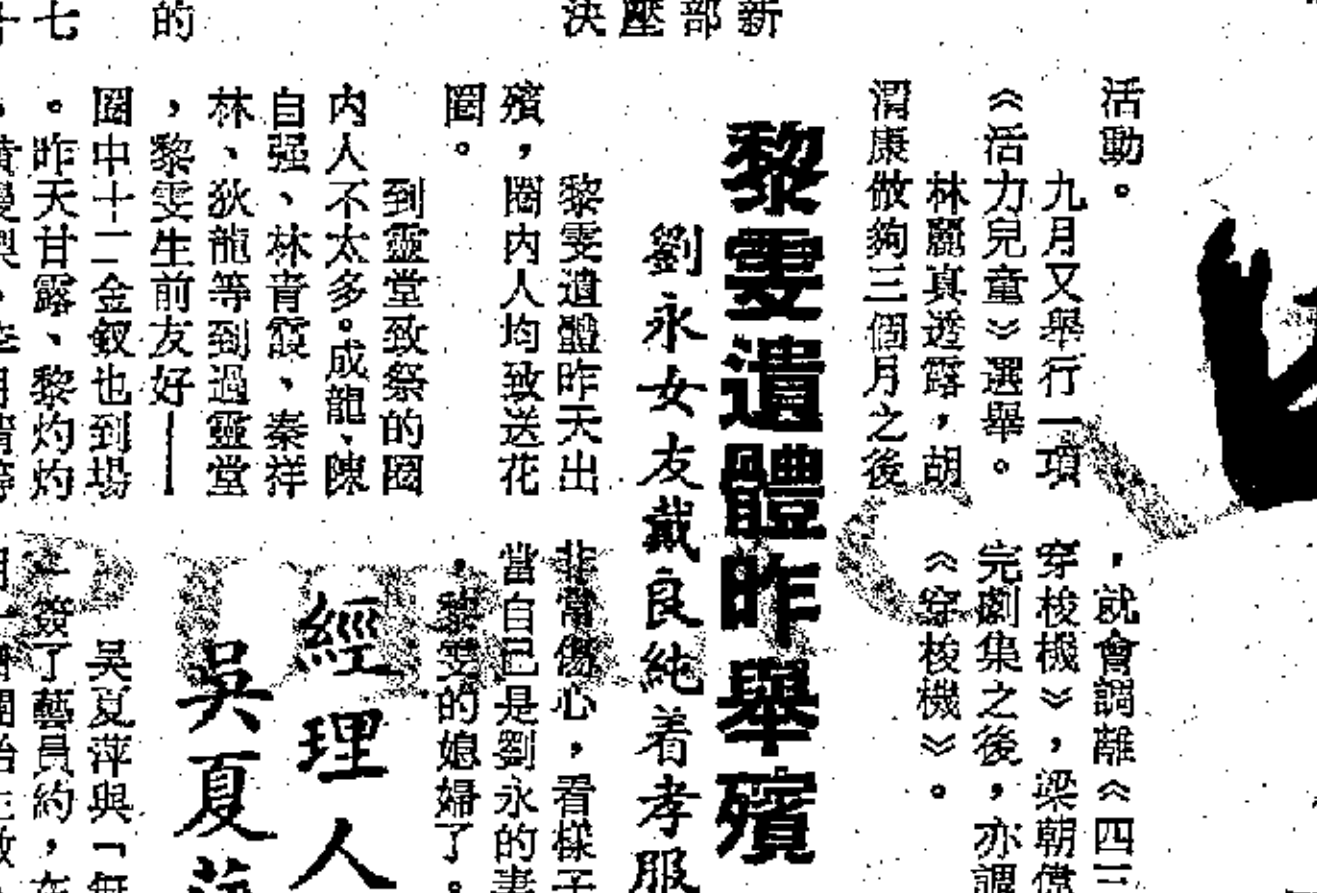 新部壓決
的
七
活動。
九月又舉行一項
《活力兒童》選舉。
林麗真透露,胡
渭康做夠三個月之後
,就會調離《四三
穿梭機》,梁朝偉
完劇集之後,亦調
《穿梭機》。
黎雯遺體昨舉殯
劉永女友戴良純着孝服
黎雯遺體昨天出
殯,圈内人均致送花
圈。
到靈堂致祭的圈
内人不太多。成龍、陳
自强、林青霞、秦祥
林、狄龍等到過靈堂
,黎雯生前友好——
圈中十二金釵也到場
。昨天甘露、黎灼灼
非常傷心,看樣子
當自己是劉永的妻
。黎雯的媳婦了。
經理人
吳夏
吳夏萍與「無
簽了藝員約,在